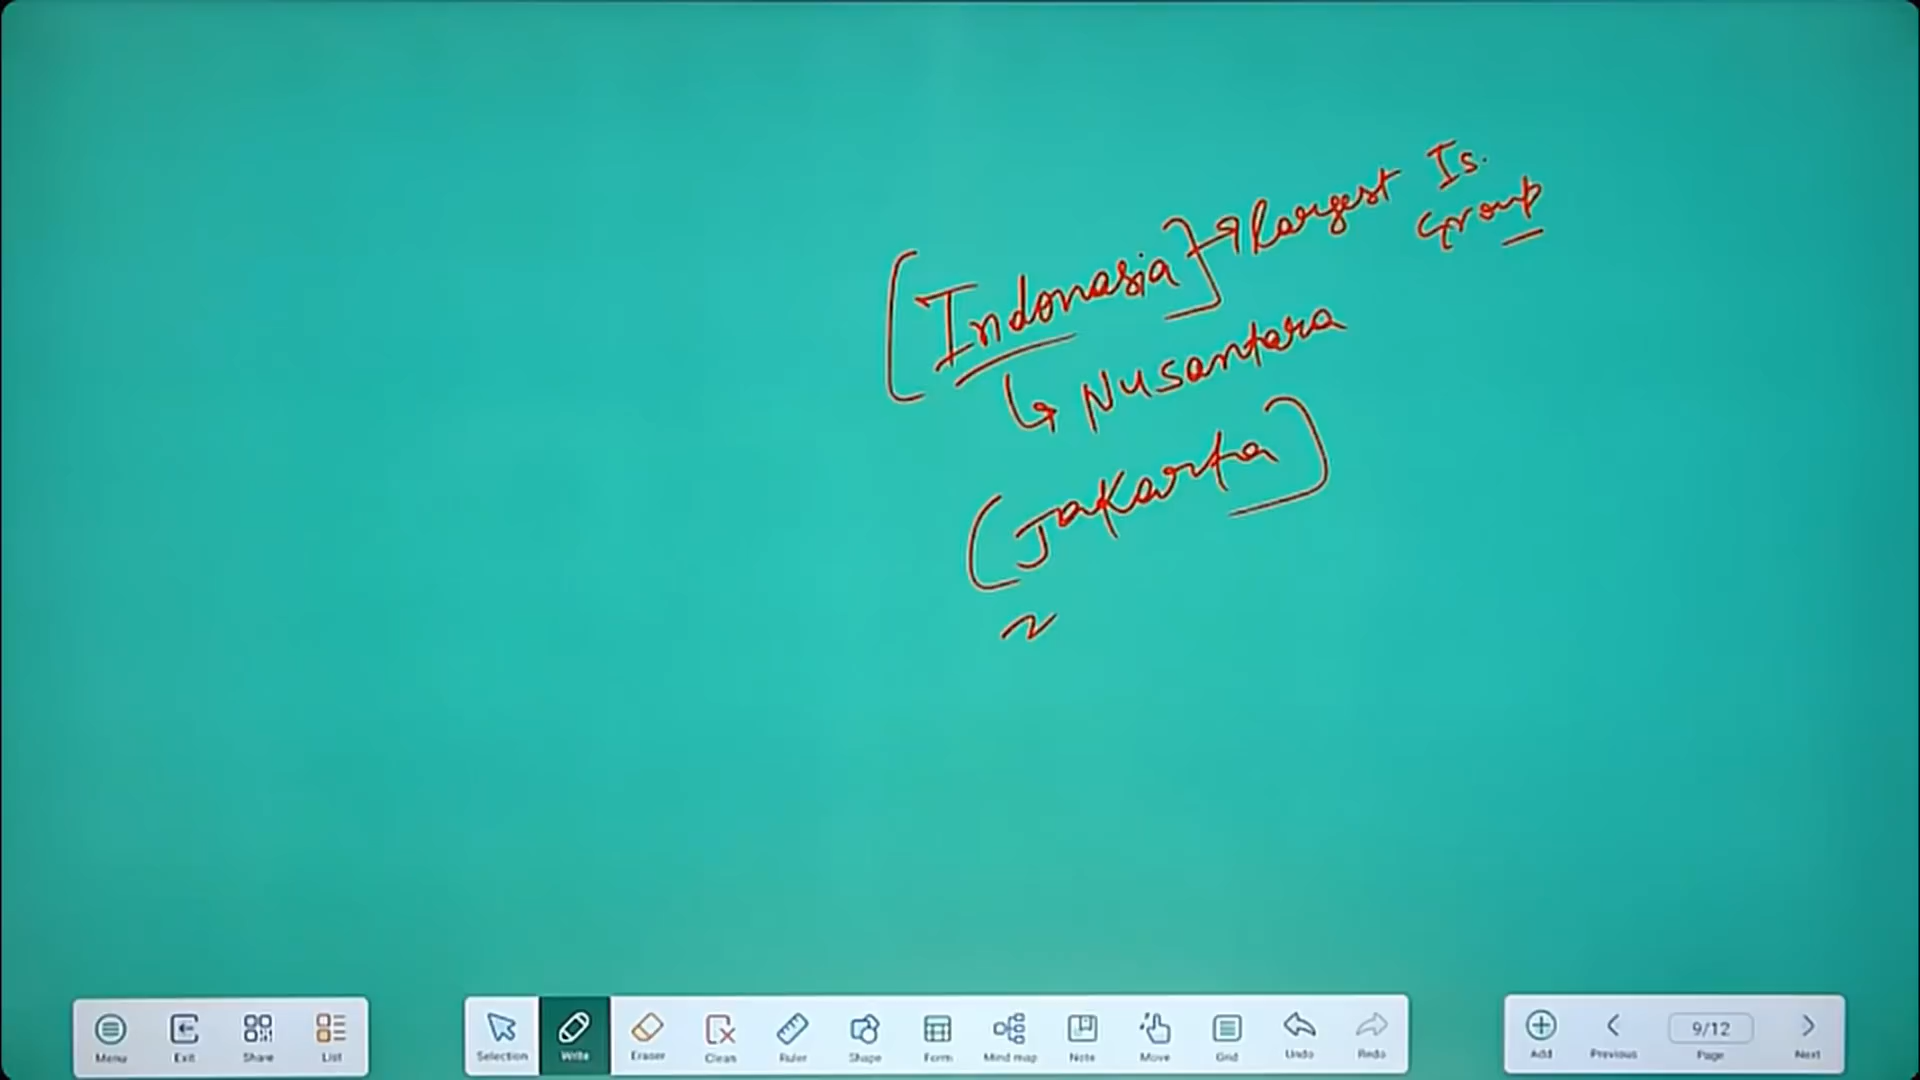 [Indonasia] → largest Is.
Group
↳ Nusantara
(Jakarta]
Menu Exit Share List
Selection Write Eraser Clean Ruler Shape Form Mind map Note Move Grid Undo Redo
Add Previous 9/12 Page Next